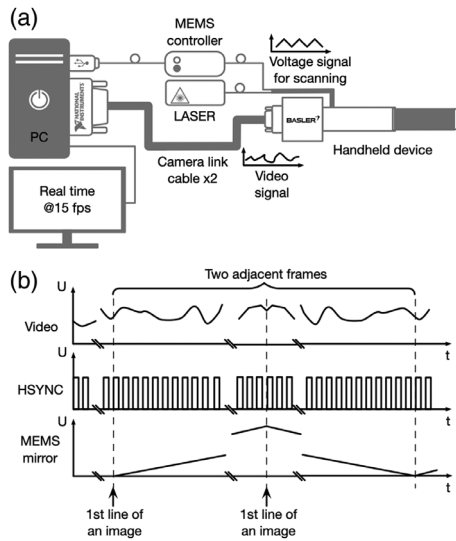 (a)
MEMS
controller
Voltage signal
for scanning
NATIONAL
INSTRUMENTS
LASER
BASLER
PC
Handheld device
Camera link
cable x2
Video
signal
Real time
@15 fps
(b)
U
Two adjacent frames
Video
t
U
HSYNC
t
U
MEMS
mirror
t
1st line of
an image
1st line of
an image